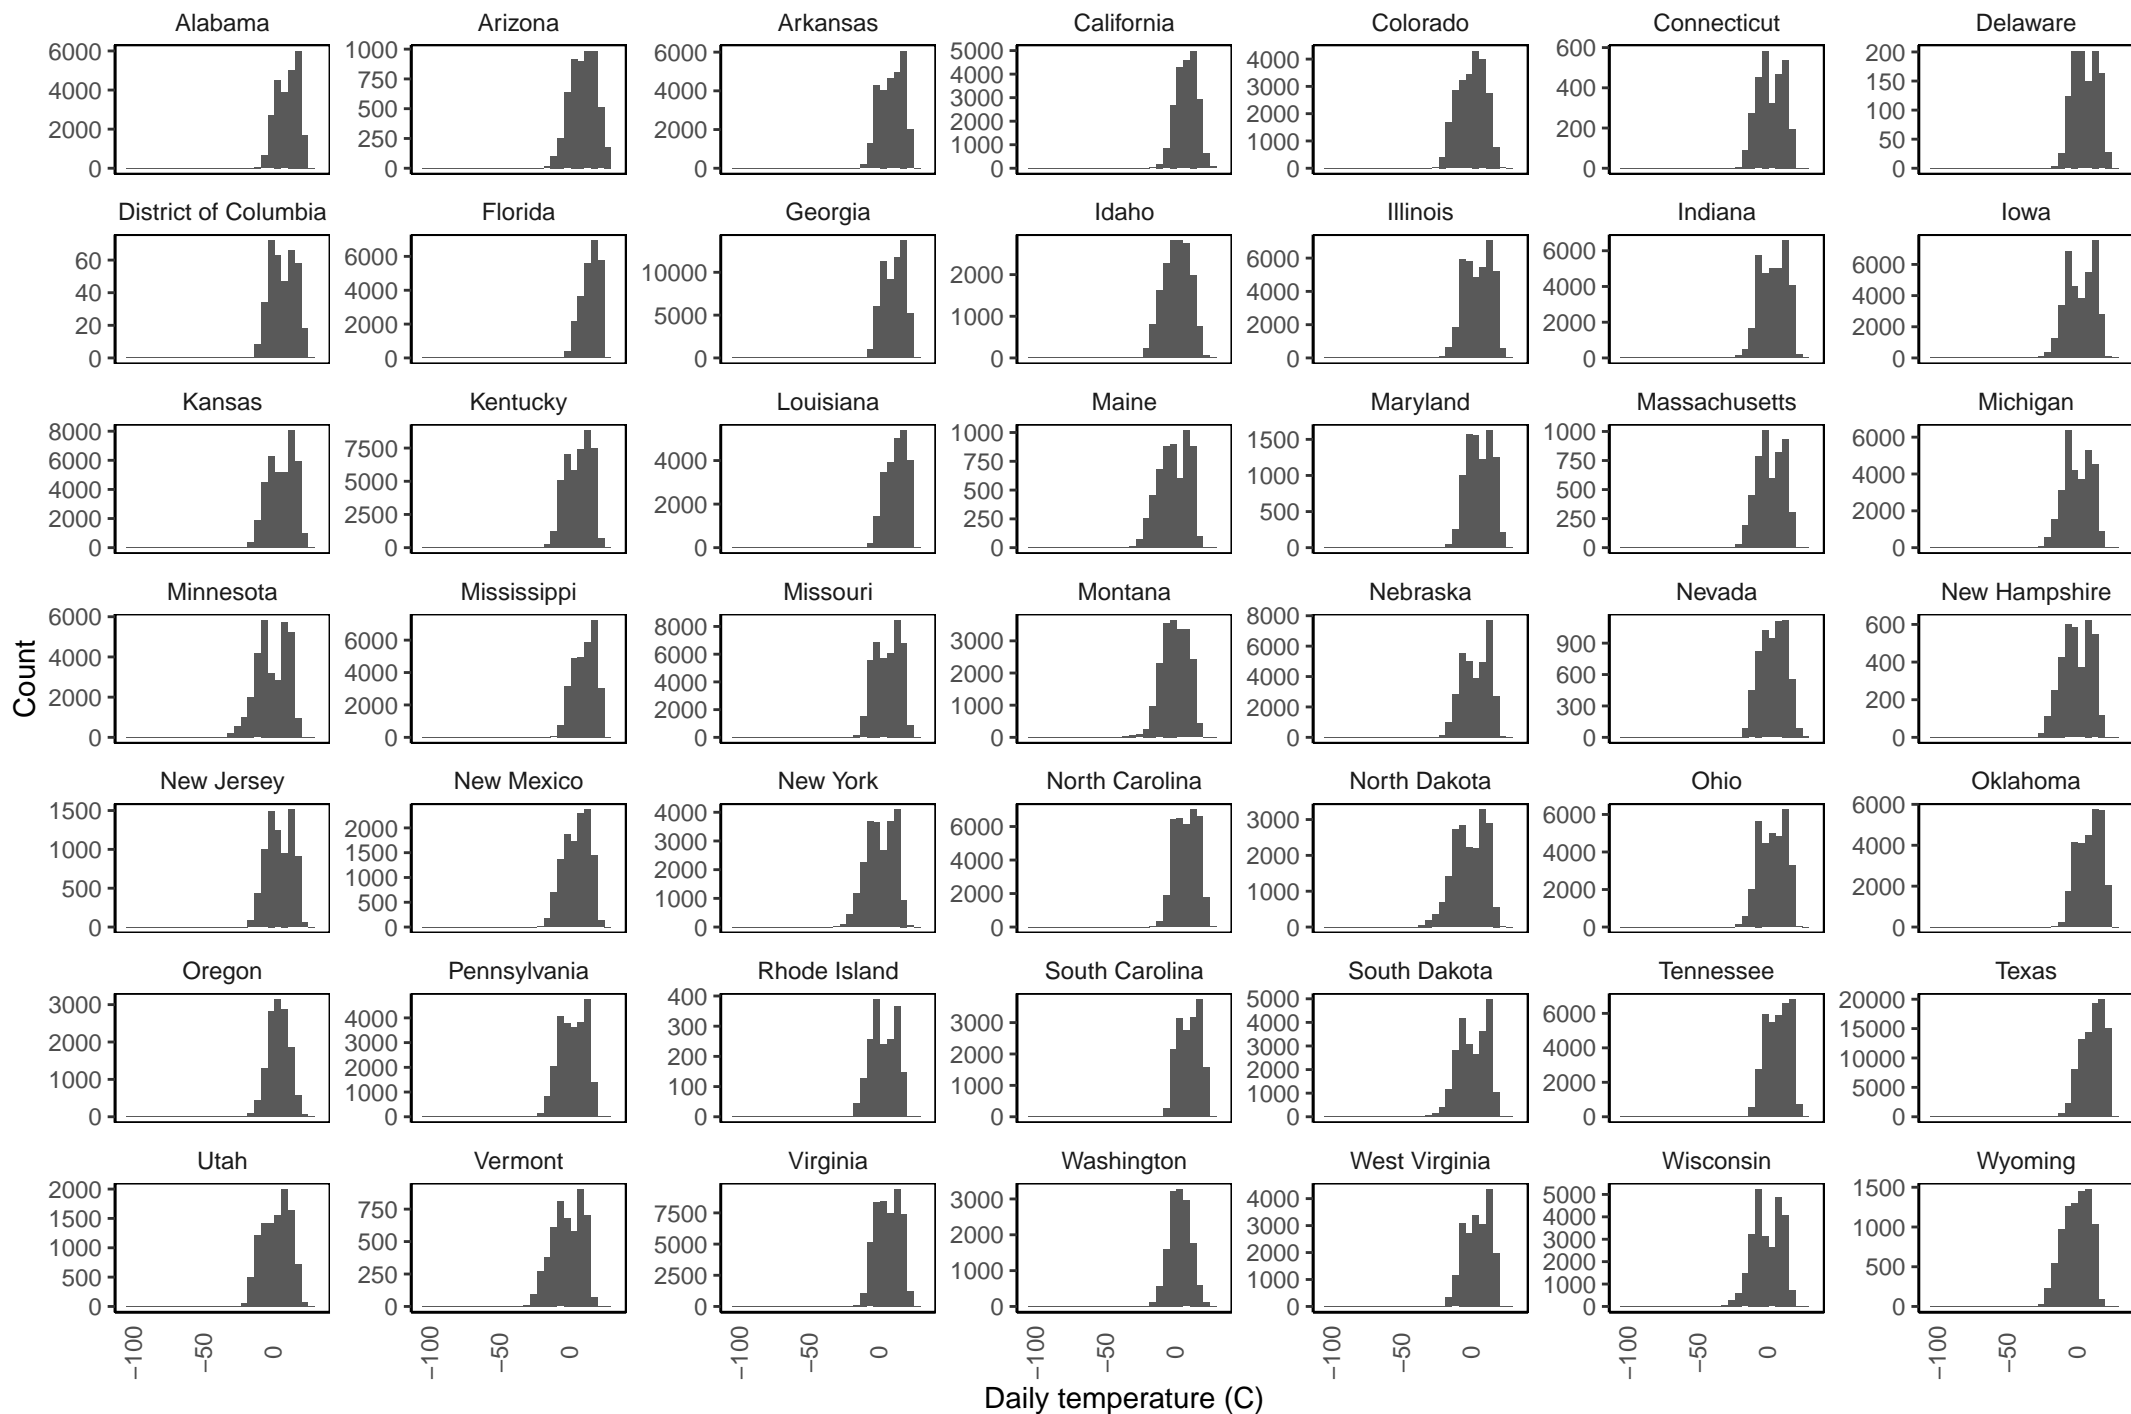 Alabama Arizona Arkansas California Colorado Connecticut Delaware
6000 4000 2000 0
1000 750 500 250 0
6000 4000 2000 0
5000 4000 3000 2000 1000 0
4000 3000 2000 1000 0
600 400 200 0
200 150 100 50 0
District of Columbia Florida Georgia Idaho Illinois Indiana Iowa
60 40 20 0
6000 4000 2000 0
10000 5000 0
2000 1000 0
6000 4000 2000 0
6000 4000 2000 0
6000 4000 2000 0
Kansas Kentucky Louisiana Maine Maryland Massachusetts Michigan
8000 6000 4000 2000 0
7500 5000 2500 0
4000 2000 0
1000 750 500 250 0
1500 1000 500 0
1000 750 500 250 0
6000 4000 2000 0
Minnesota Mississippi Missouri Montana Nebraska Nevada New Hampshire
6000 4000 2000 0
6000 4000 2000 0
8000 6000 4000 2000 0
3000 2000 1000 0
8000 6000 4000 2000 0
900 600 300 0
600 400 200 0
Count
New Jersey New Mexico New York North Carolina North Dakota Ohio Oklahoma
1500 1000 500 0
2000 1500 1000 500 0
4000 3000 2000 1000 0
6000 4000 2000 0
3000 2000 1000 0
6000 4000 2000 0
6000 4000 2000 0
Oregon Pennsylvania Rhode Island South Carolina South Dakota Tennessee Texas
3000 2000 1000 0
4000 3000 2000 1000 0
400 300 200 100 0
3000 2000 1000 0
5000 4000 3000 2000 1000 0
6000 4000 2000 0
20000 15000 10000 5000 0
Utah Vermont Virginia Washington West Virginia Wisconsin Wyoming
2000 1500 1000 500 0
750 500 250 0
7500 5000 2500 0
3000 2000 1000 0
4000 3000 2000 1000 0
5000 4000 3000 2000 1000 0
1500 1000 500 0
−100 −50 0 −100 −50 0 −100 −50 0 −100 −50 0 −100 −50 0 −100 −50 0 −100 −50 0
Daily temperature (C)